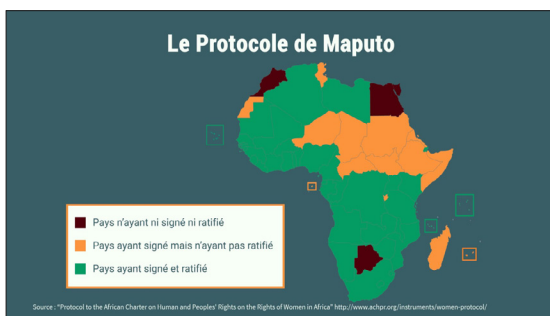 Le Protocole de Maputo
Pays n'ayant ni signé ni ratifié
Pays ayant signé mais n'ayant pas ratifié
Pays ayant signé et ratifié
Source : "Protocol to the African Charter on Human and Peoples' Rights on the Rights of Women in Africa" http://www.achpr.org/instruments/women-protocol/